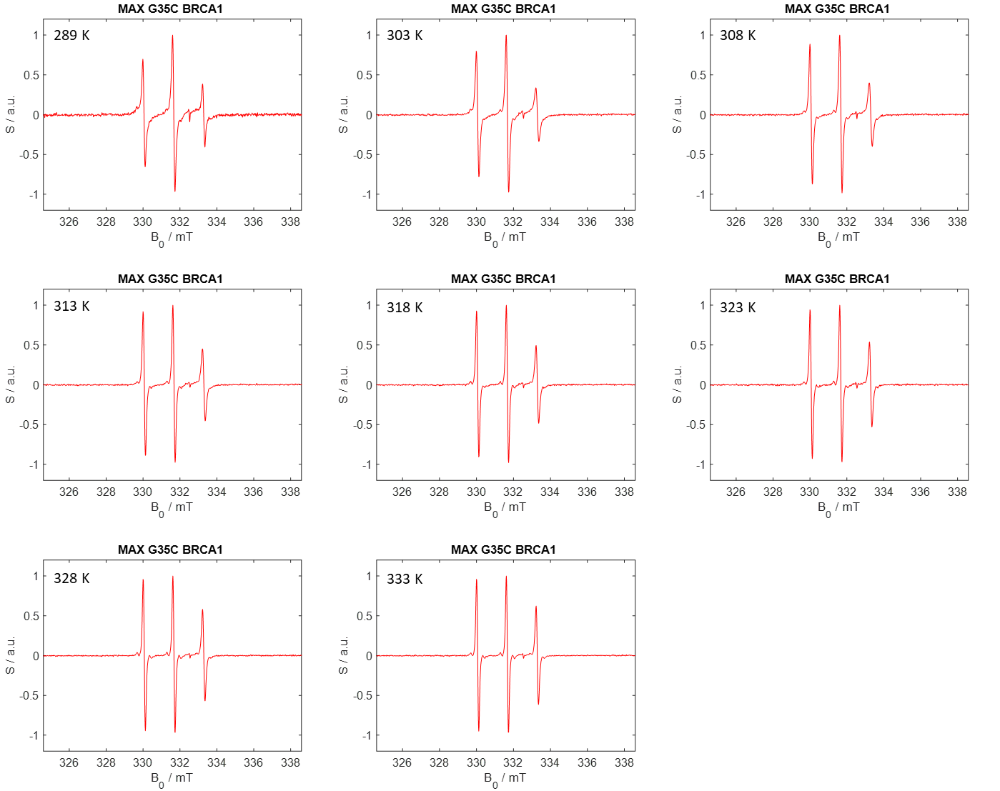 MAX G35C BRCA1
289 K
1
0.5
0
-0.5
-1
S / a.u.
326 328 330 332 334 336 338
B0 / mT
MAX G35C BRCA1
303 K
1
0.5
0
-0.5
-1
S / a.u.
326 328 330 332 334 336 338
B0 / mT
MAX G35C BRCA1
308 K
1
0.5
0
-0.5
-1
S / a.u.
326 328 330 332 334 336 338
B0 / mT
MAX G35C BRCA1
313 K
1
0.5
0
-0.5
-1
S / a.u.
326 328 330 332 334 336 338
B0 / mT
MAX G35C BRCA1
318 K
1
0.5
0
-0.5
-1
S / a.u.
326 328 330 332 334 336 338
B0 / mT
MAX G35C BRCA1
323 K
1
0.5
0
-0.5
-1
S / a.u.
326 328 330 332 334 336 338
B0 / mT
MAX G35C BRCA1
328 K
1
0.5
0
-0.5
-1
S / a.u.
326 328 330 332 334 336 338
B0 / mT
MAX G35C BRCA1
333 K
1
0.5
0
-0.5
-1
S / a.u.
326 328 330 332 334 336 338
B0 / mT